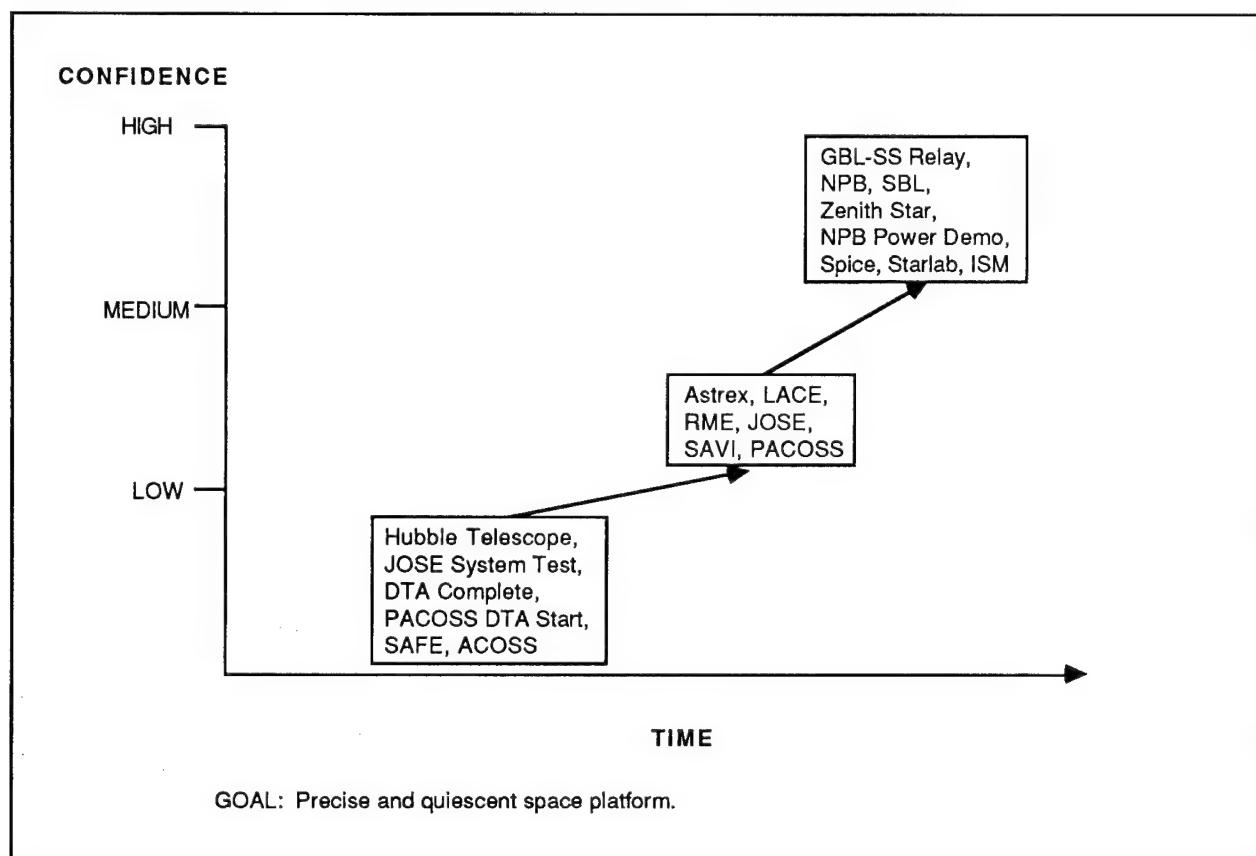 CONFIDENCE
HIGH
GBL-SS Relay,
NPB, SBL,
Zenith Star,
NPB Power Demo,
Spice, Starlab, ISM
MEDIUM
Astrex, LACE,
RME, JOSE,
SAVI, PACOSS
LOW
Hubble Telescope,
JOSE System Test,
DTA Complete,
PACOSS DTA Start,
SAFE, ACOSS
TIME
GOAL: Precise and quiescent space platform.